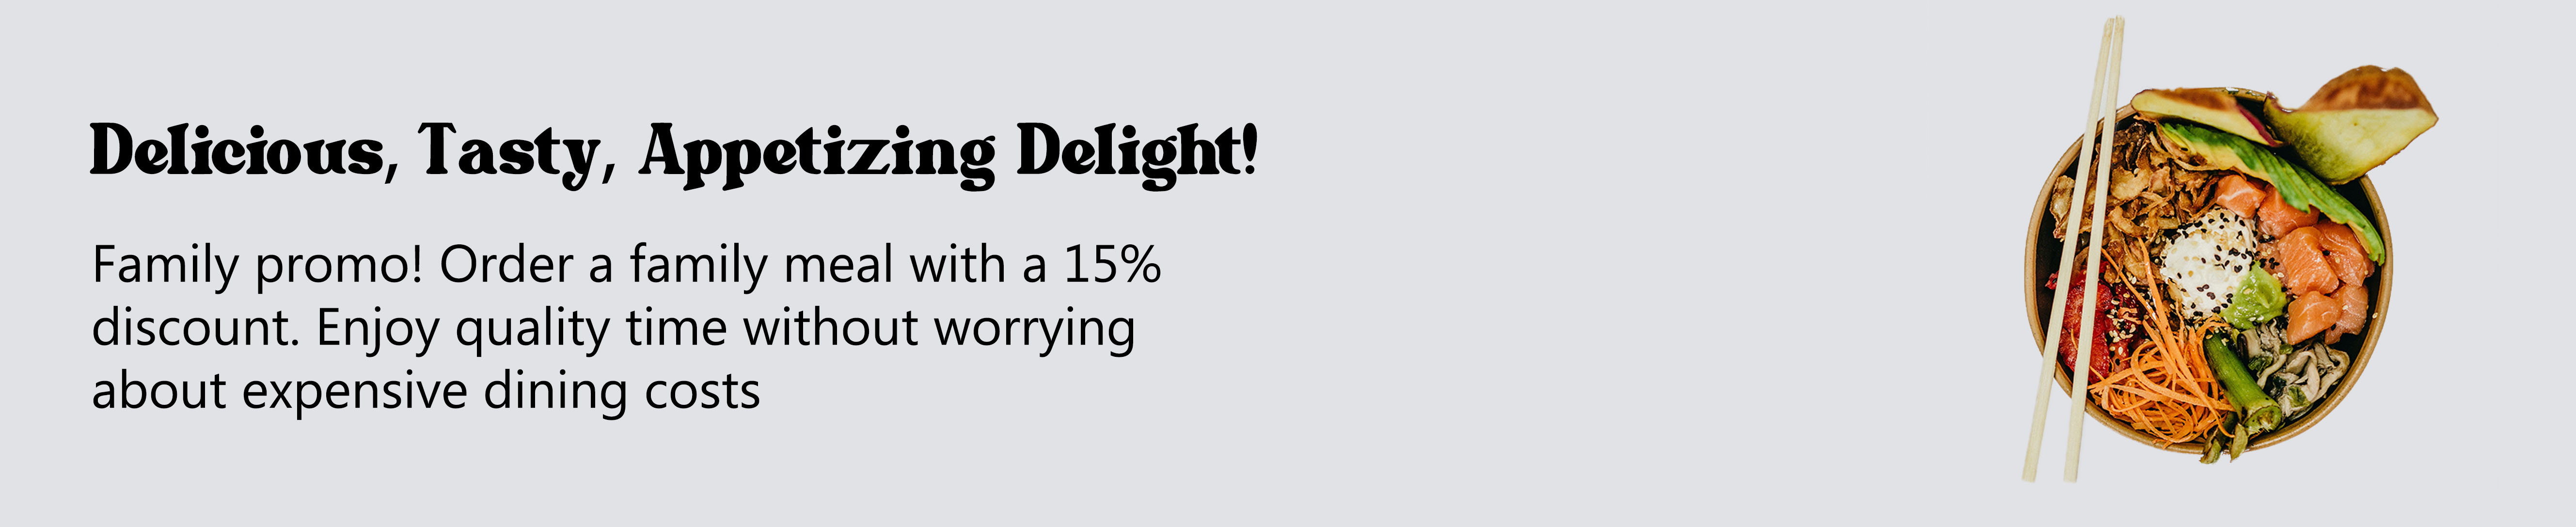 Delicious, Tasty, Appetizing Delight!
Family promo! Order a family meal with a 15%
discount. Enjoy quality time without worrying
about expensive dining costs